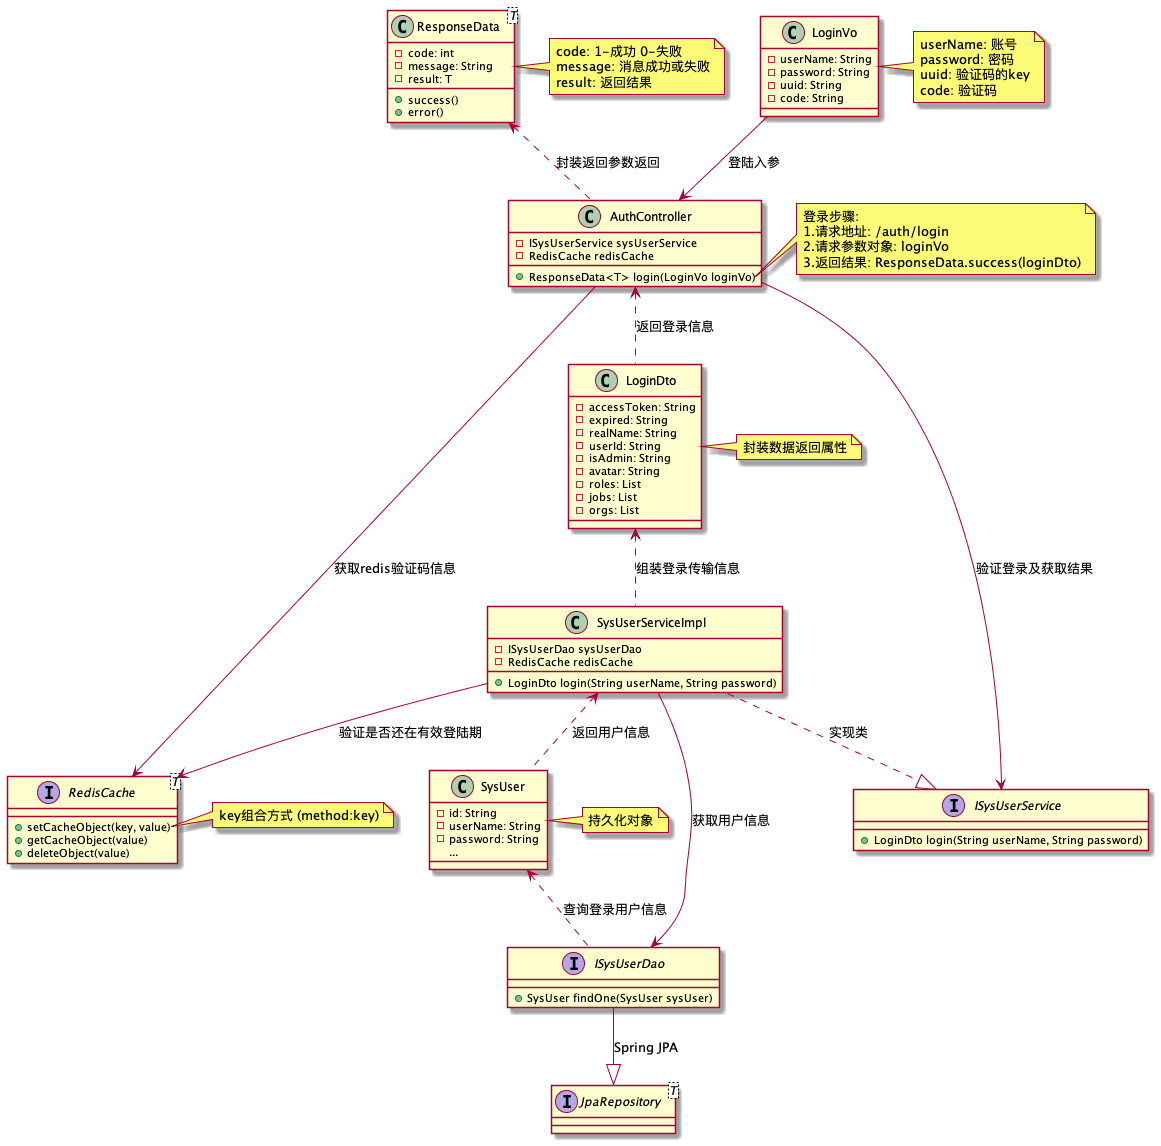 C ResponseData T
code: int
message: String
result: T
success()
error()
code: 1-成功 0-失败
message: 消息成功或失败
result: 返回结果
C LoginVo
userName: String
password: String
uuid: String
code: String
userName: 账号
password: 密码
uuid: 验证码的key
code: 验证码
封装返回参数返回
登陆入参
C AuthController
ISysUserService sysUserService
RedisCache redisCache
ResponseData<T> login(LoginVo loginVo)
登录步骤:
1.请求地址: /auth/login
2.请求参数对象: loginVo
3.返回结果: ResponseData.success(loginDto)
返回登录信息
C LoginDto
accessToken: String
expired: String
realName: String
userId: String
isAdmin: String
avatar: String
roles: List
jobs: List
orgs: List
封装数据返回属性
获取redis验证码信息
组装登录传输信息
验证登录及获取结果
C SysUserServiceImpl
ISysUserDao sysUserDao
RedisCache redisCache
LoginDto login(String userName, String password)
验证是否还在有效登陆期
返回用户信息
实现类
I RedisCache T
setCacheObject(key, value)
getCacheObject(value)
deleteObject(value)
key组合方式 (method:key)
C SysUser
id: String
userName: String
password: String
...
持久化对象
获取用户信息
I ISysUserService
LoginDto login(String userName, String password)
查询登录用户信息
I ISysUserDao
SysUser findOne(SysUser sysUser)
Spring JPA
I JpaRepository T